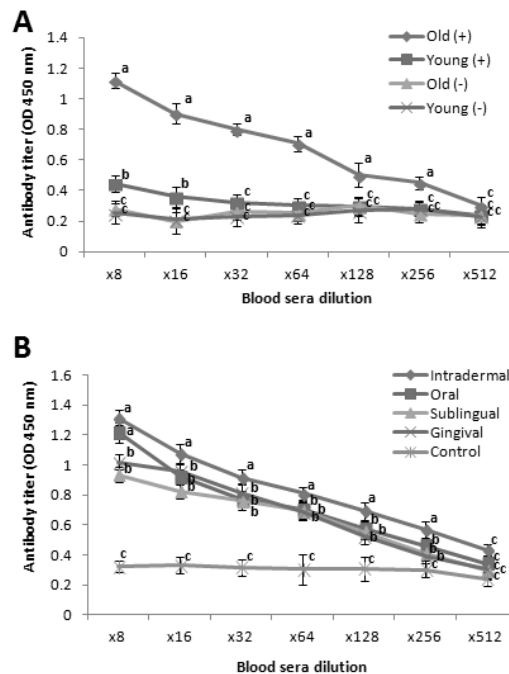 A
Antibody titer (OD 450 nm)
1.4
1.2
1
0.8
0.6
0.4
0.2
0
Old (+)
Young (+)
Old (-)
Young (-)
a
a
a
a
a
a
b
b
c
c
c
c
c
c
c
c
c
c
c
c
c
c
x8 x16 x32 x64 x128 x256 x512
Blood sera dilution
B
Antibody titer (OD 450 nm)
1.6
1.4
1.2
1
0.8
0.6
0.4
0.2
0
Intradermal
Oral
Sublingual
Gingival
Control
a
a
a
a
a
a
a
c
b
b
b
b
b
b
b
b
b
b
b
b
c
c
c
c
c
c
c
c
x8 x16 x32 x64 x128 x256 x512
Blood sera dilution